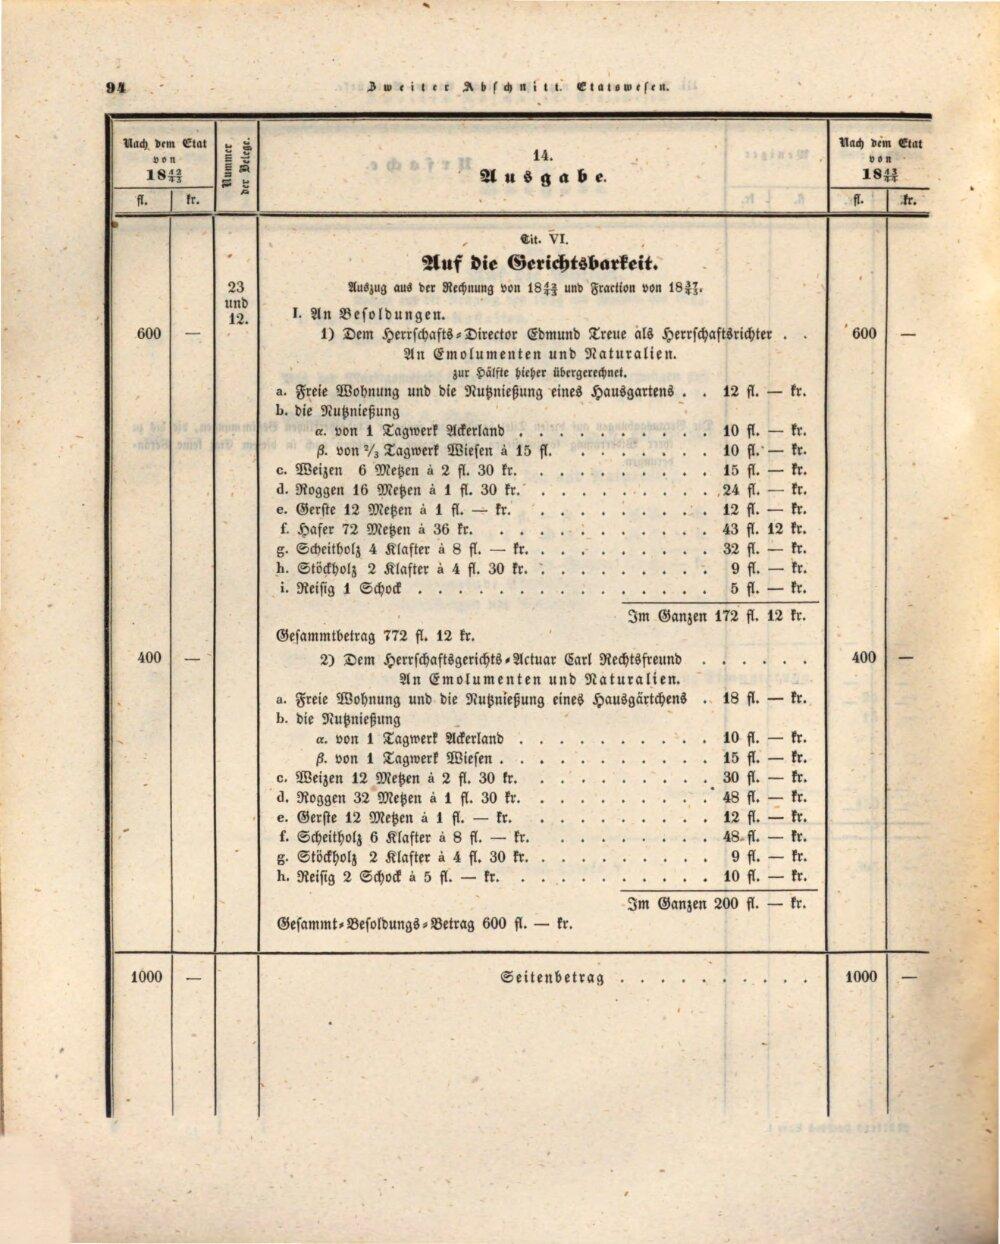 94
Zweiter Abschnitt. Etatswesen.
Nach dem Etat von 18 42/43
fl. kr.
Nummer der Belege.
14.
Ausgabe.
Nach dem Etat von 18 43/44
fl. kr.
Tit. VI.
Auf die Gerichtsbarkeit.
Auszug aus der Rechnung von 18 42/43 und Fraction von 18 37/43.
23 und 12.
I. An Besoldungen.
600 — 1) Dem Herrschafts-Director Edmund Treue als Herrschaftsrichter . . 600 —
An Emolumenten und Naturalien.
zur Hälfte hieher übergerechnet.
a. Freie Wohnung und die Nutznießung eines Hausgartens . . 12 fl. — kr.
b. die Nutznießung
α. von 1 Tagwerk Ackerland . . . . . . . . . . 10 fl. — kr.
β. von 2/3 Tagwerk Wiesen à 15 fl. . . . . . . . 10 fl. — kr.
c. Weizen 6 Metzen à 2 fl. 30 kr. . . . . . . . . . 15 fl. — kr.
d. Roggen 16 Metzen à 1 fl. 30 kr. . . . . . . . . . 24 fl. — kr.
e. Gerste 12 Metzen à 1 fl. — kr. . . . . . . . . . 12 fl. — kr.
f. Hafer 72 Metzen à 36 kr. . . . . . . . . . . . 43 fl. 12 kr.
g. Scheitholz 4 Klafter à 8 fl. — kr. . . . . . . . . . 32 fl. — kr.
h. Stöckholz 2 Klafter à 4 fl. 30 kr. . . . . . . . . . 9 fl. — kr.
i. Reisig 1 Schock . . . . . . . . . . . . . . . 5 fl. — kr.
Im Ganzen 172 fl. 12 kr.
Gesammtbetrag 772 fl. 12 kr.
400 — 2) Dem Herrschaftsgerichts-Actuar Carl Rechtsfreund . . . . . . 400 —
An Emolumenten und Naturalien.
a. Freie Wohnung und die Nutznießung eines Hausgärtchens . 18 fl. — kr.
b. die Nutznießung
α. von 1 Tagwerk Ackerland . . . . . . . . . . 10 fl. — kr.
β. von 1 Tagwerk Wiesen . . . . . . . . . . . 15 fl. — kr.
c. Weizen 12 Metzen à 2 fl. 30 kr. . . . . . . . . . 30 fl. — kr.
d. Roggen 32 Metzen à 1 fl. 30 kr. . . . . . . . . . 48 fl. — kr.
e. Gerste 12 Metzen à 1 fl. — kr. . . . . . . . . . 12 fl. — kr.
f. Scheitholz 6 Klafter à 8 fl. — kr. . . . . . . . . . 48 fl. — kr.
g. Stöckholz 2 Klafter à 4 fl. 30 kr. . . . . . . . . . 9 fl. — kr.
h. Reisig 2 Schock à 5 fl. — kr. . . . . . . . . . . 10 fl. — kr.
Im Ganzen 200 fl. — kr.
Gesammt-Besoldungs-Betrag 600 fl. — kr.
1000 — Seitenbetrag . . . . . . . . . . 1000 —